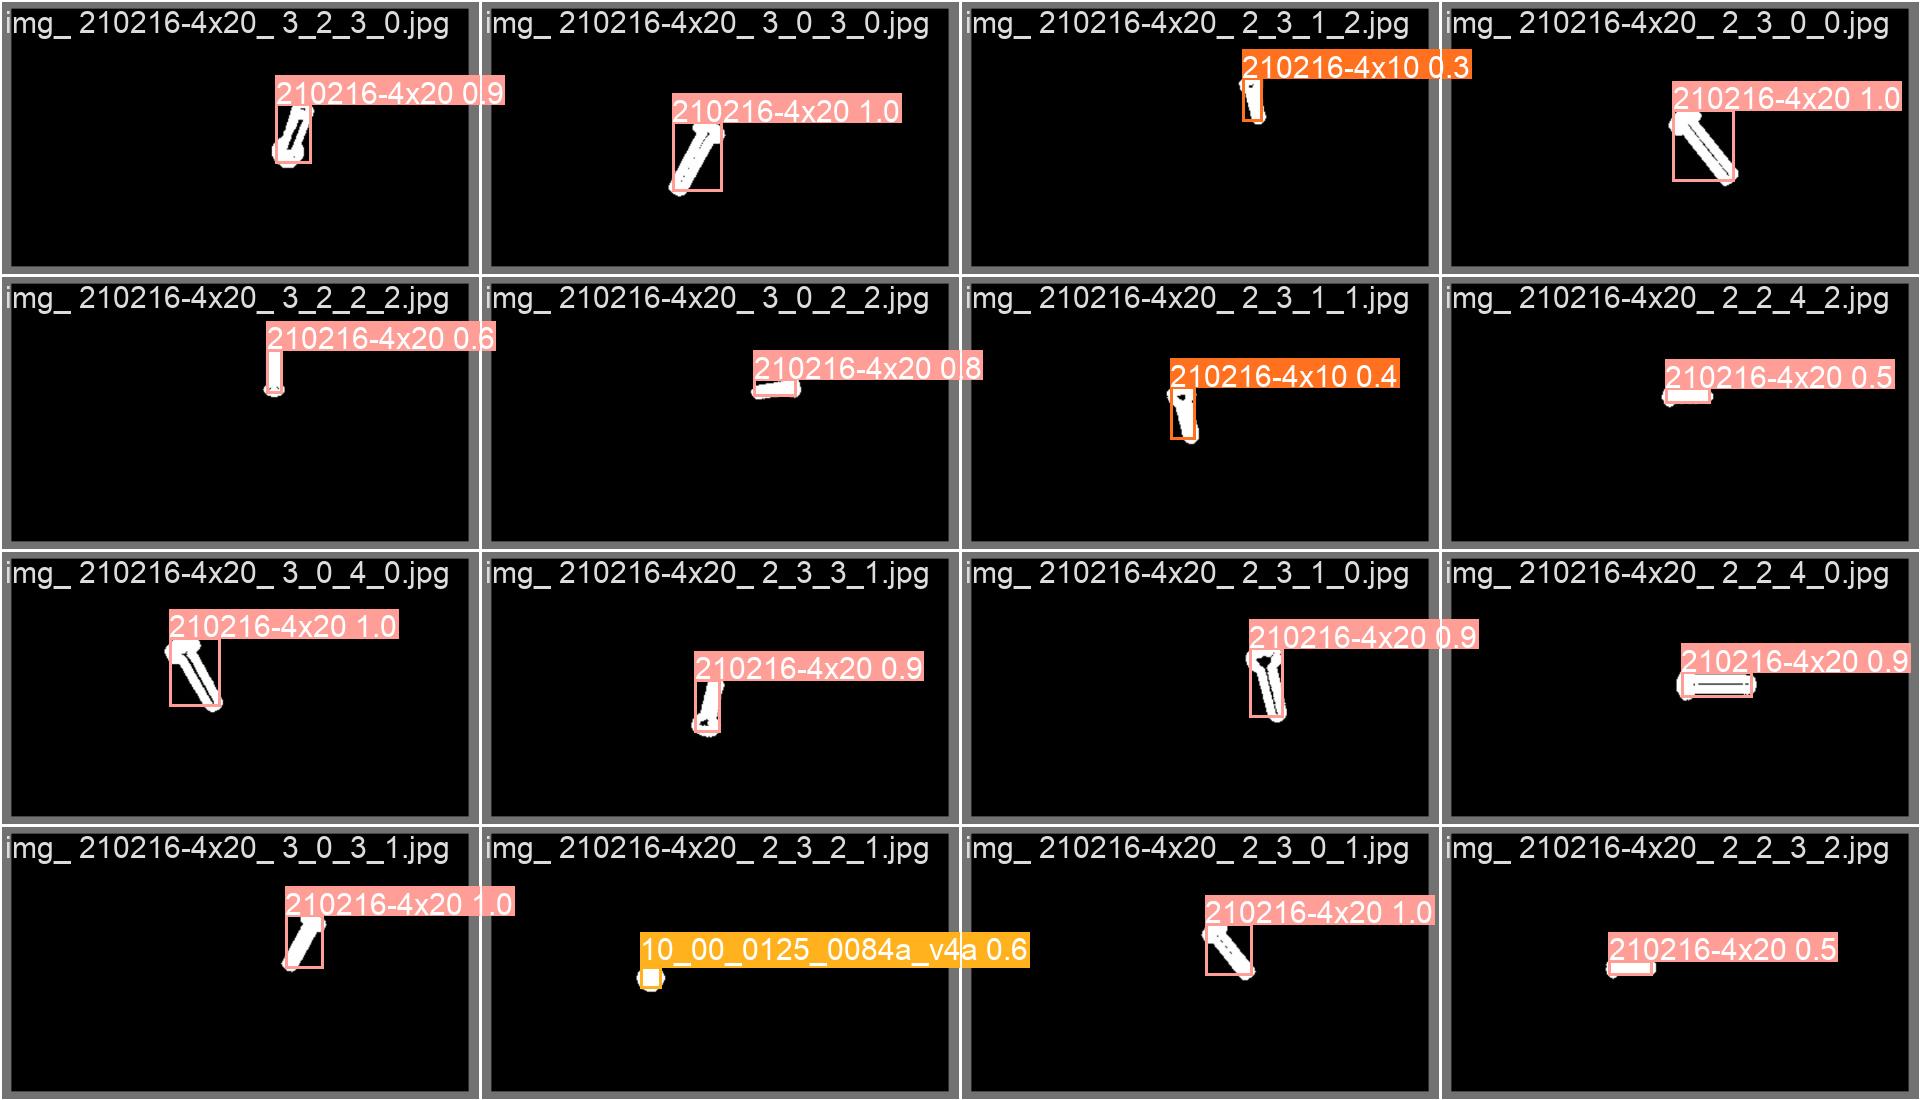 img_ 210216-4x20_ 3_2_3_0.jpg
210216-4x20 0.9
img_ 210216-4x20_ 3_0_3_0.jpg
210216-4x20 1.0
img_ 210216-4x20_ 2_3_1_2.jpg
210216-4x10 0.3
img_ 210216-4x20_ 2_3_0_0.jpg
210216-4x20 1.0
img_ 210216-4x20_ 3_2_2_2.jpg
210216-4x20 0.6
img_ 210216-4x20_ 3_0_2_2.jpg
210216-4x20 0.8
img_ 210216-4x20_ 2_3_1_1.jpg
210216-4x10 0.4
img_ 210216-4x20_ 2_2_4_2.jpg
210216-4x20 0.5
img_ 210216-4x20_ 3_0_4_0.jpg
210216-4x20 1.0
img_ 210216-4x20_ 2_3_3_1.jpg
210216-4x20 0.9
img_ 210216-4x20_ 2_3_1_0.jpg
210216-4x20 0.9
img_ 210216-4x20_ 2_2_4_0.jpg
210216-4x20 0.9
img_ 210216-4x20_ 3_0_3_1.jpg
210216-4x20 1.0
img_ 210216-4x20_ 2_3_2_1.jpg
10_00_0125_0084a_v4a 0.6
img_ 210216-4x20_ 2_3_0_1.jpg
210216-4x20 1.0
img_ 210216-4x20_ 2_2_3_2.jpg
210216-4x20 0.5